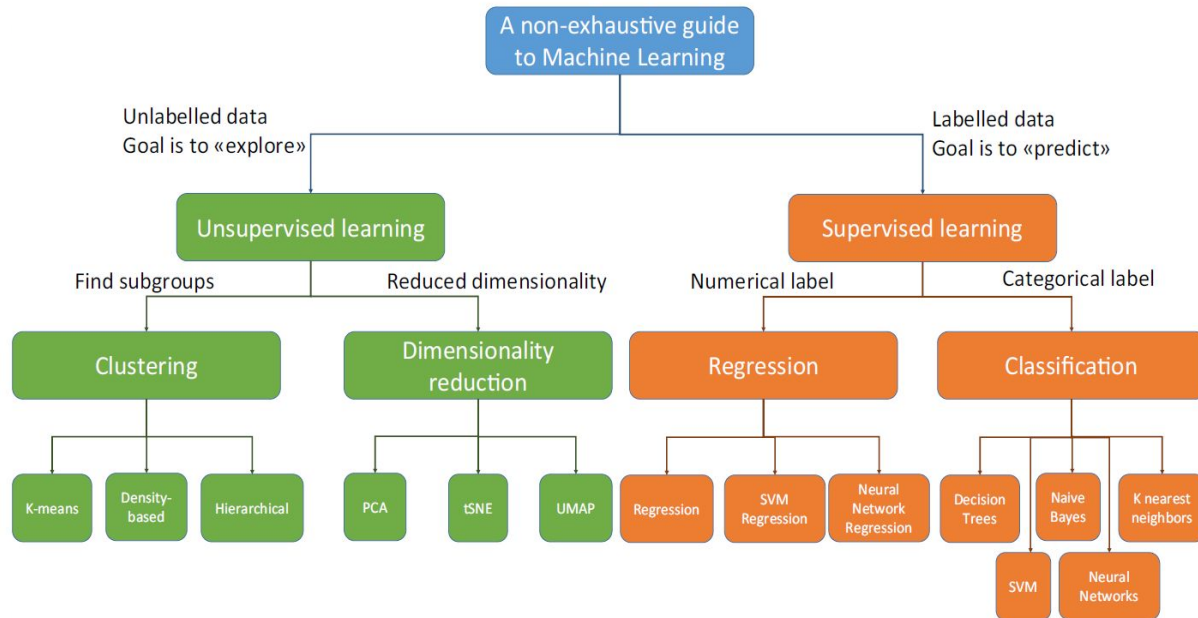 A non-exhaustive guide
to Machine Learning
Unlabelled data
Goal is to «explore»
Labelled data
Goal is to «predict»
Unsupervised learning
Supervised learning
Find subgroups
Reduced dimensionality
Numerical label
Categorical label
Clustering
Dimensionality
reduction
Regression
Classification
K-means
Density-
based
Hierarchical
PCA
tSNE
UMAP
Regression
SVM
Regression
Neural
Network
Regression
Decision
Trees
Naive
Bayes
K nearest
neighbors
SVM
Neural
Networks